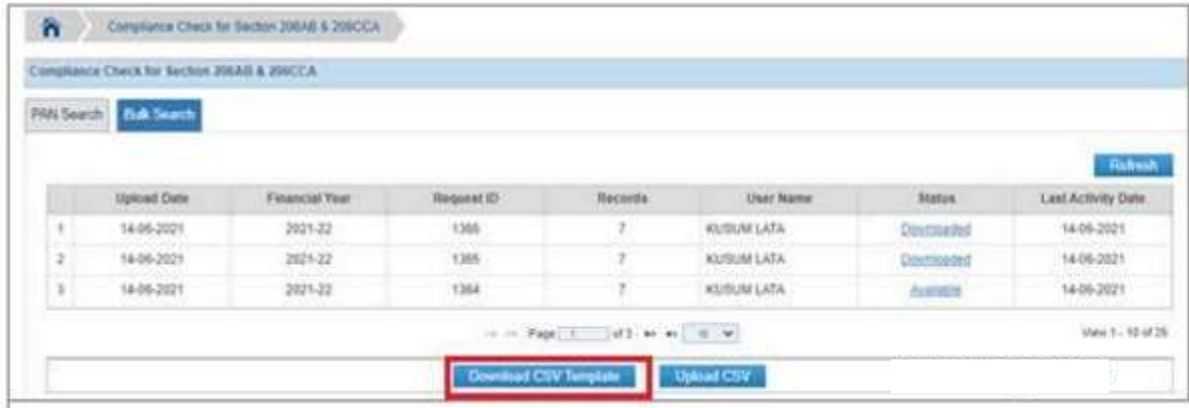 Compliance Check for Section 206AB & 206CCA
Compliance Check for Section 206AB & 206CCA
PAN Search Bulk Search
Refresh
Upload Date Financial Year Request ID Records User Name Status Last Activity Date
1 14-06-2021 2021-22 1366 7 KUSUM LATA Downloaded 14-06-2021
2 14-06-2021 2021-22 1365 7 KUSUM LATA Downloaded 14-06-2021
3 14-06-2021 2021-22 1364 7 KUSUM LATA Available 14-06-2021
Page 1 of 3 10 View 1 - 10 of 26
Download CSV Template Upload CSV